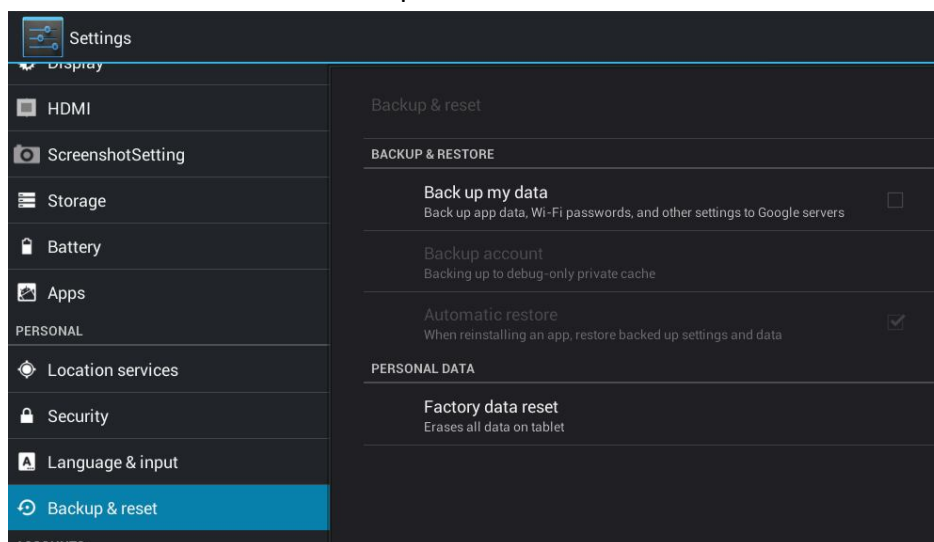 Settings
Display
HDMI
ScreenshotSetting
Storage
Battery
Apps
PERSONAL
Location services
Security
Language & input
Backup & reset
Backup & reset
BACKUP & RESTORE
Back up my data
Back up app data, Wi-Fi passwords, and other settings to Google servers
Backup account
Backing up to debug-only private cache
Automatic restore
When reinstalling an app, restore backed up settings and data
PERSONAL DATA
Factory data reset
Erases all data on tablet